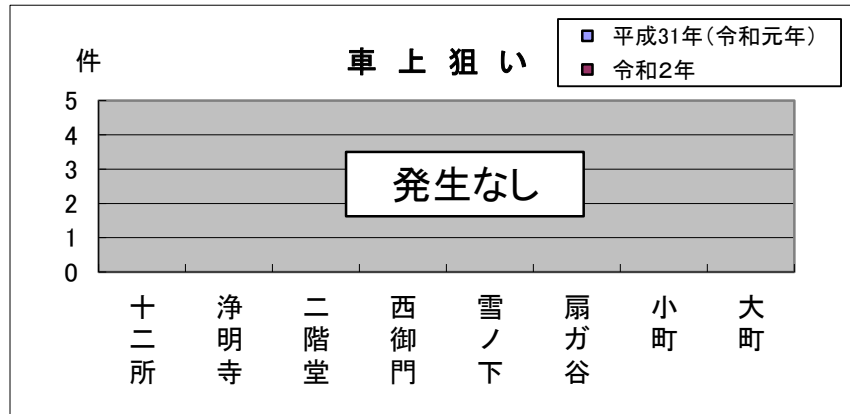 車上狙い
平成31年(令和元年)
令和2年
件
5
4
3
2
1
0
発生なし
十二所
浄明寺
二階堂
西御門
雪ノ下
扇ガ谷
小町
大町